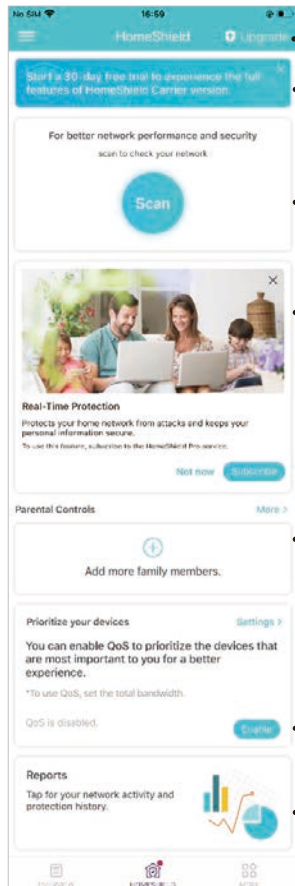 No SIM
16:59
HomeShield
Upgrade
Start a 30-day free trial to experience the full
features of HomeShield Carrier version.
For better network performance and security
scan to check your network
Scan
Real-Time Protection
Protects your home network from attacks and keeps your
personal information secure.
To use this feature, subscribe to the HomeShield Pro service.
Not now
Subscribe
Parental Controls
More >
Add more family members.
Prioritize your devices
Settings >
You can enable QoS to prioritize the devices that
are most important to you for a better
experience.
*To use QoS, set the total bandwidth.
QoS is disabled.
Enable
Reports
Tap for your network activity and
protection history.
HOMESHIELD